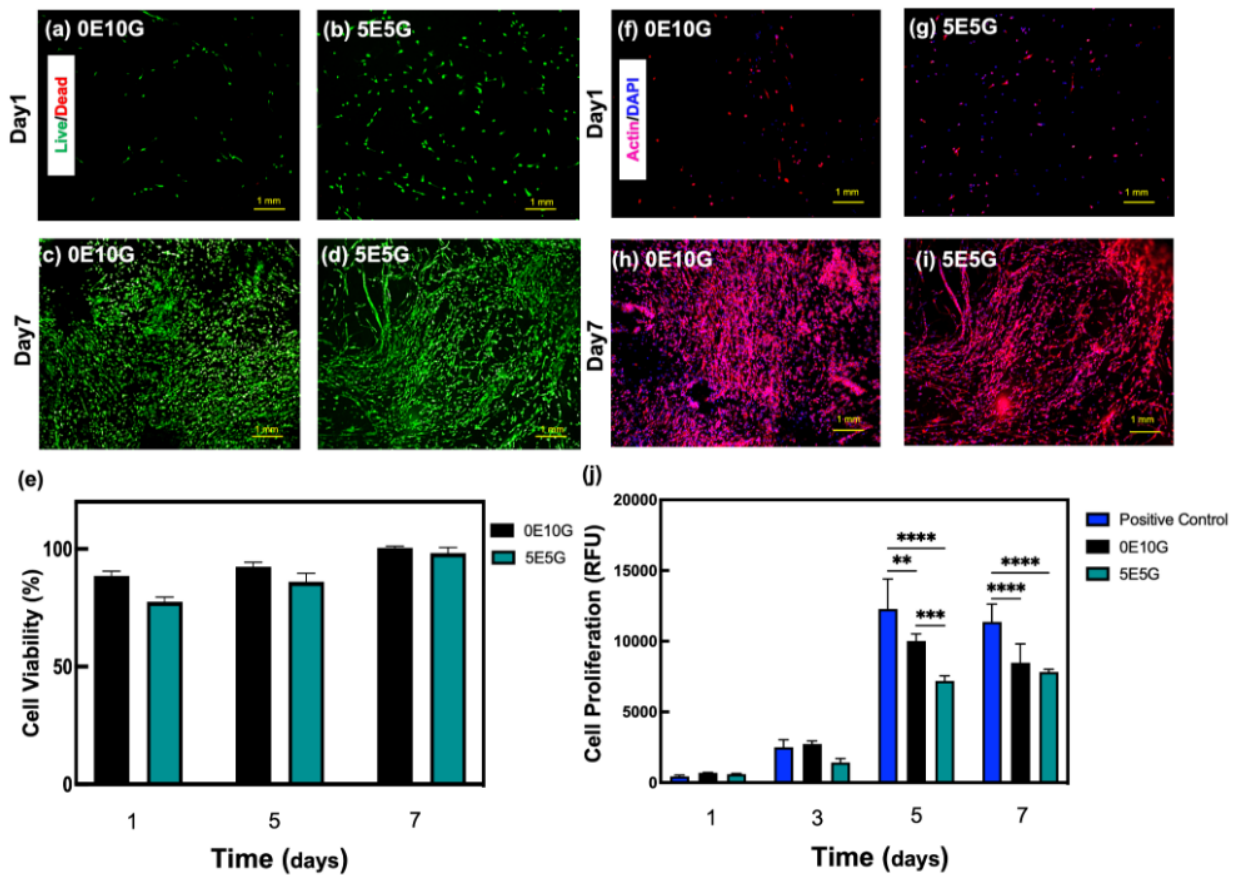 (a) 0E10G
(b) 5E5G
(f) 0E10G
(g) 5E5G
Day1
Live/Dead
1 mm
1 mm
Day1
Actin/DAPI
1 mm
1 mm
c) 0E10G
(d) 5E5G
(h) 0E10G
(i) 5E5G
Day7
1 mm
1 mm
Day7
1 mm
1 mm
(e)
Cell Viability (%)
100
50
0
0E10G
5E5G
1 5 7
Time (days)
(j)
Cell Proliferation (RFU)
20000
15000
10000
5000
0
Positive Control
0E10G
5E5G
****
**
***
****
****
1 3 5 7
Time (days)